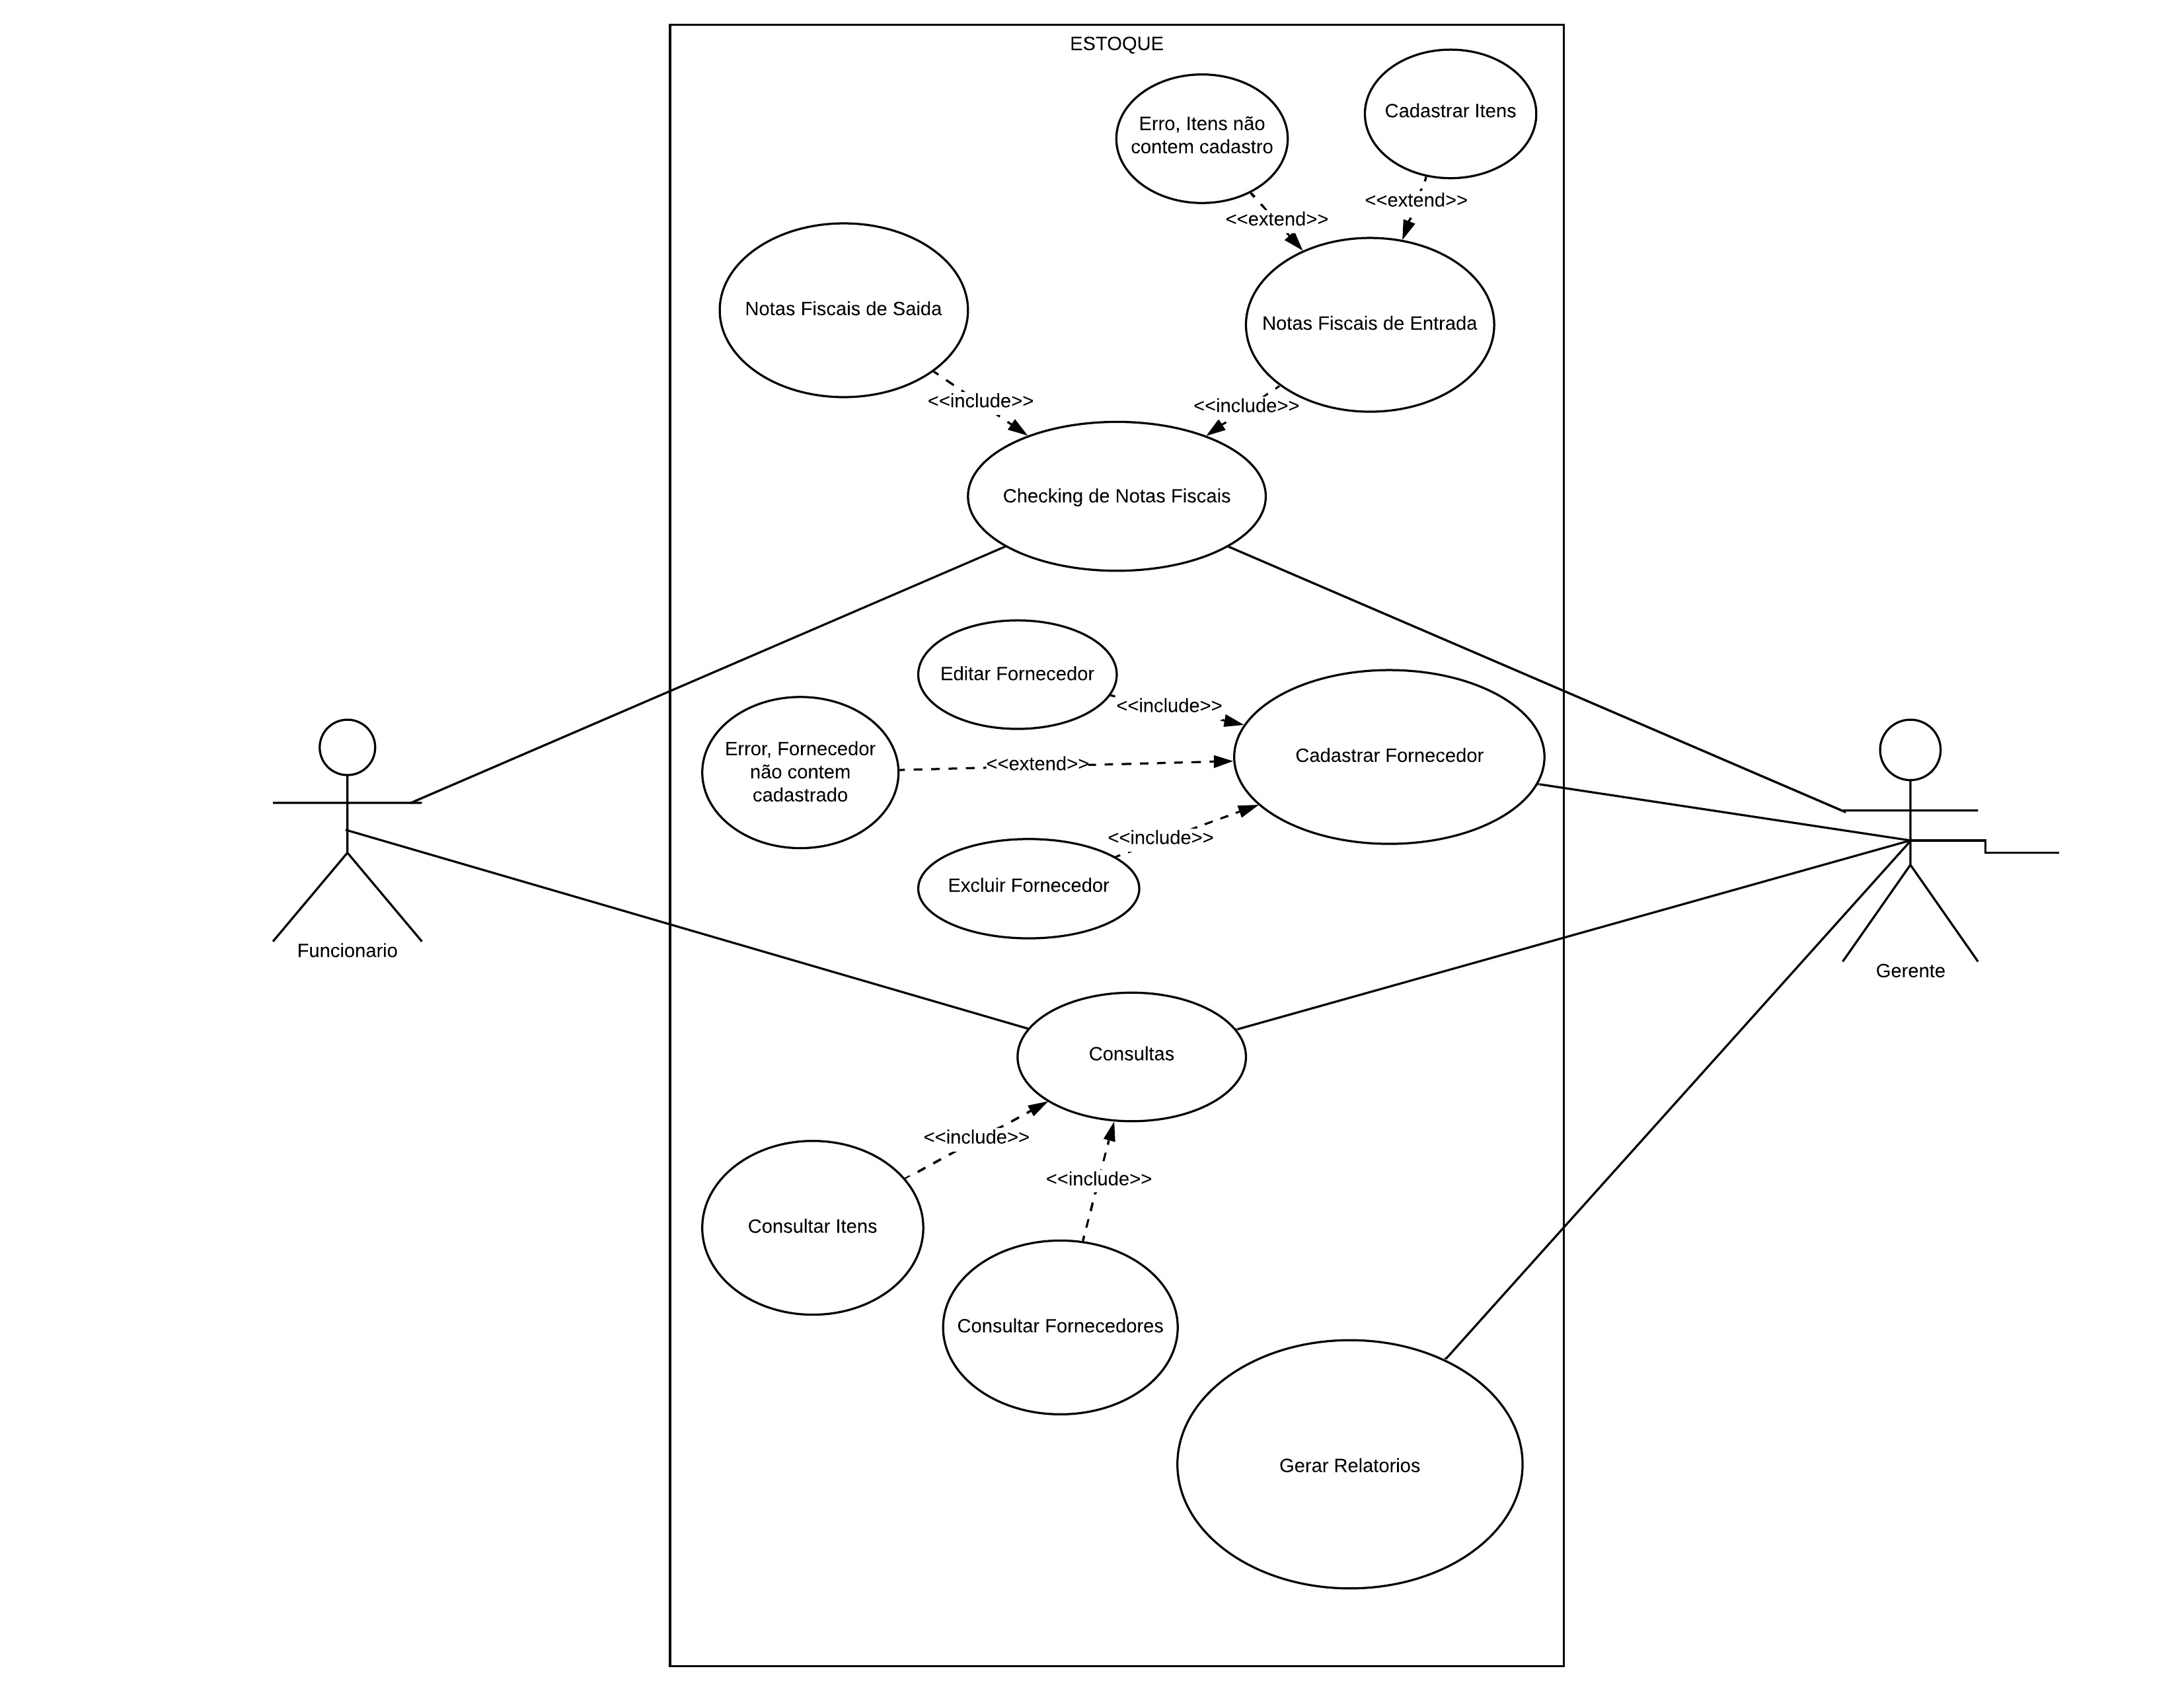 ESTOQUE
Cadastrar Itens
Erro, Itens não
contem cadastro
<<extend>>
<<extend>>
Notas Fiscais de Saida
Notas Fiscais de Entrada
<<include>>
<<include>>
Checking de Notas Fiscais
Editar Fornecedor
<<include>>
Error, Fornecedor
não contem
cadastrado
<<extend>>
Cadastrar Fornecedor
<<include>>
Excluir Fornecedor
Funcionario
Gerente
Consultas
<<include>>
<<include>>
Consultar Itens
Consultar Fornecedores
Gerar Relatorios